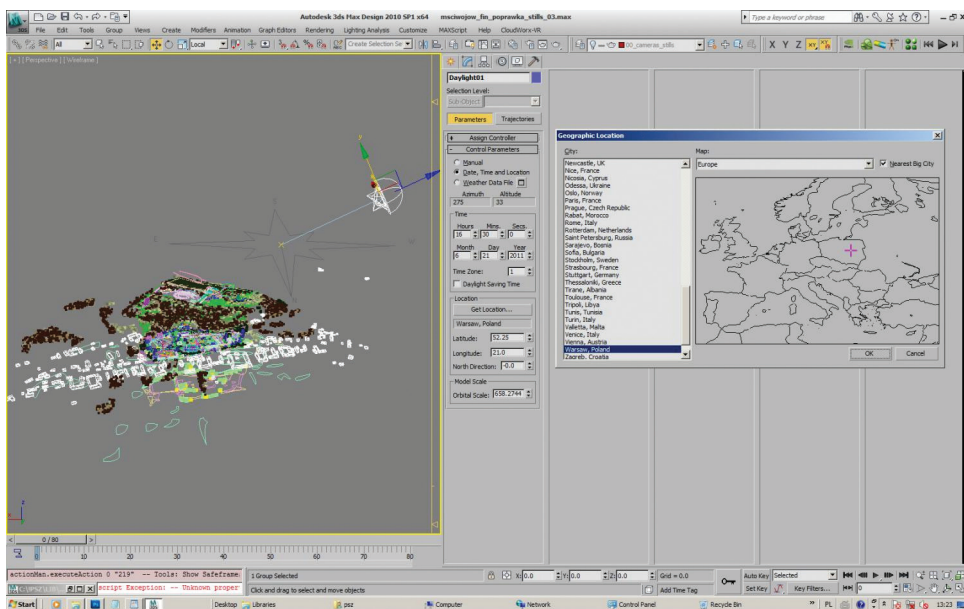 Autodesk 3ds Max Design 2010 SP1 x64 msciwojow_fin_poprawka_stills_03.max
Type a keyword or phrase
File Edit Tools Group Views Create Modifiers Animation Graph Editors Rendering Lighting Analysis Customize MAXScript Help CloudWorx-VR
All
Local
Create Selection Se
00_cameras_stills
X Y Z XY
[ + ] [ Perspective ] [ Wireframe ]
Daylight01
Selection Level:
Sub-Object
Parameters Trajectories
+ Assign Controller
- Control Parameters
Manual
Date, Time and Location
Weather Data File
Azimuth Altitude
275 33
Time
Hours Mins. Secs.
16 30 0
Month Day Year
6 21 2011
Time Zone: 1
Daylight Saving Time
Location
Get Location...
Warsaw, Poland
Latitude: 52.25
Longitude: 21.0
North Direction: -0.0
Model Scale
Orbital Scale: 658.2744
Geographic Location
City:
Newcastle, UK
Nice, France
Nicosia, Cyprus
Odessa, Ukraine
Oslo, Norway
Paris, France
Prague, Czech Republic
Rabat, Morocco
Rome, Italy
Rotterdam, Netherlands
Saint Petersburg, Russia
Sarajevo, Bosnia
Sofia, Bulgaria
Stockholm, Sweden
Strasbourg, France
Stuttgart, Germany
Thessaloniki, Greece
Tirane, Albania
Toulouse, France
Tripoli, Libya
Tunis, Tunisia
Turin, Italy
Valletta, Malta
Venice, Italy
Vienna, Austria
Warsaw, Poland
Zagreb, Croatia
Map:
Europe
Nearest Big City
OK Cancel
0 / 80
0 10 20 30 40 50 60 70 80
actionMan.executeAction 0 "219" -- Tools: Show Safeframe
script Exception: -- Unknown proper
1 Group Selected
Click and drag to select and move objects
X: 0.0 Y: 0.0 Z: 0.0 Grid = 0.0
Add Time Tag
Auto Key Selected
Set Key Key Filters... 0
Start Desktop Libraries p_psz Computer Network Control Panel Recycle Bin PL 13:23